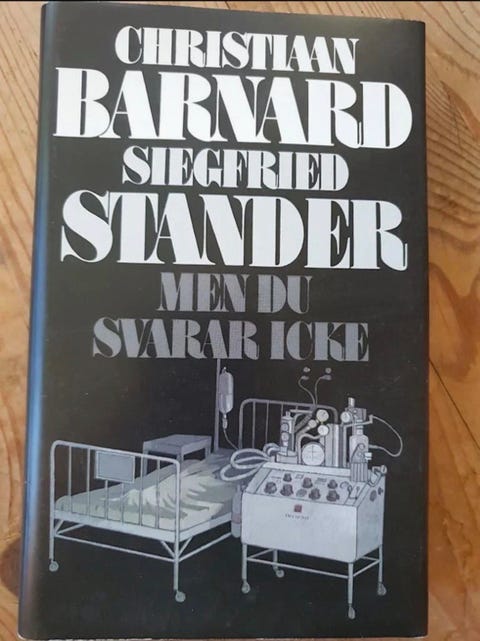 CHRISTIAAN
BARNARD
SIEGFRIED
STANDER
MEN DU
SVARAR ICKE